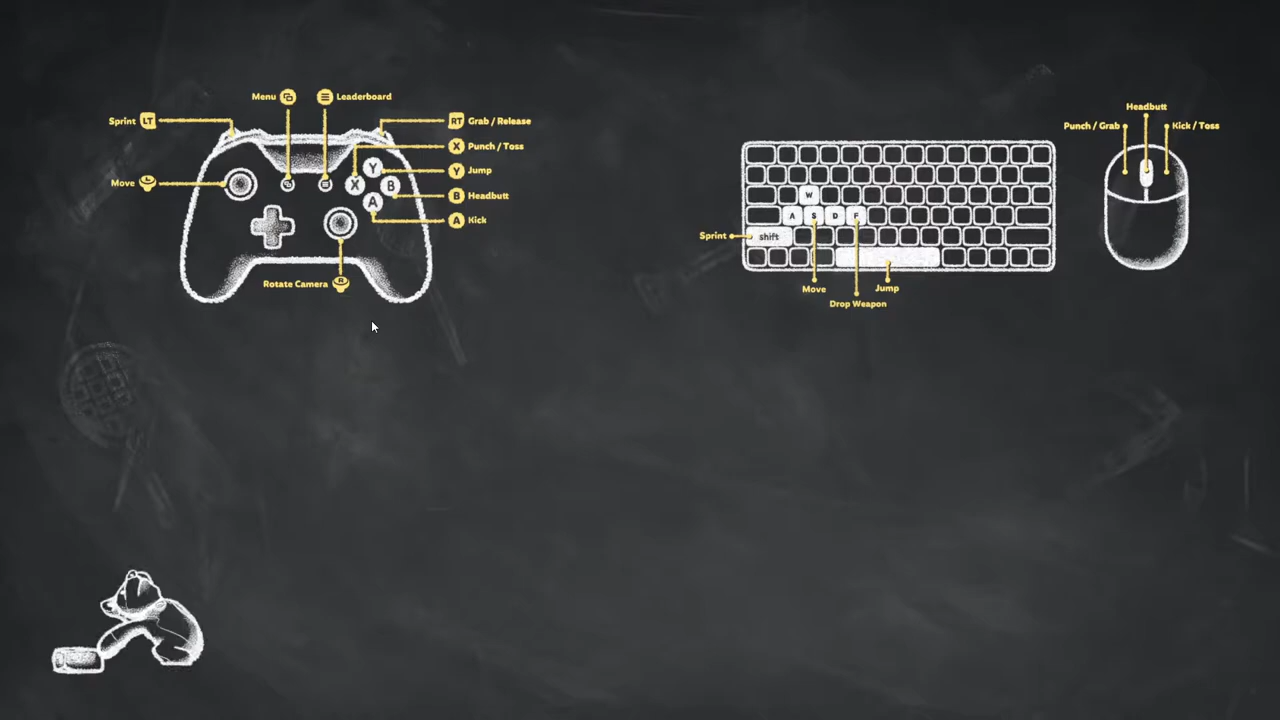 Menu
Leaderboard
Sprint LT
RT Grab / Release
X Punch / Toss
Y Jump
Move L
B Headbutt
A Kick
Rotate Camera R
Y
X B
A
Headbutt
Punch / Grab
Kick / Toss
W
A S D F
Sprint
shift
Move
Jump
Drop Weapon